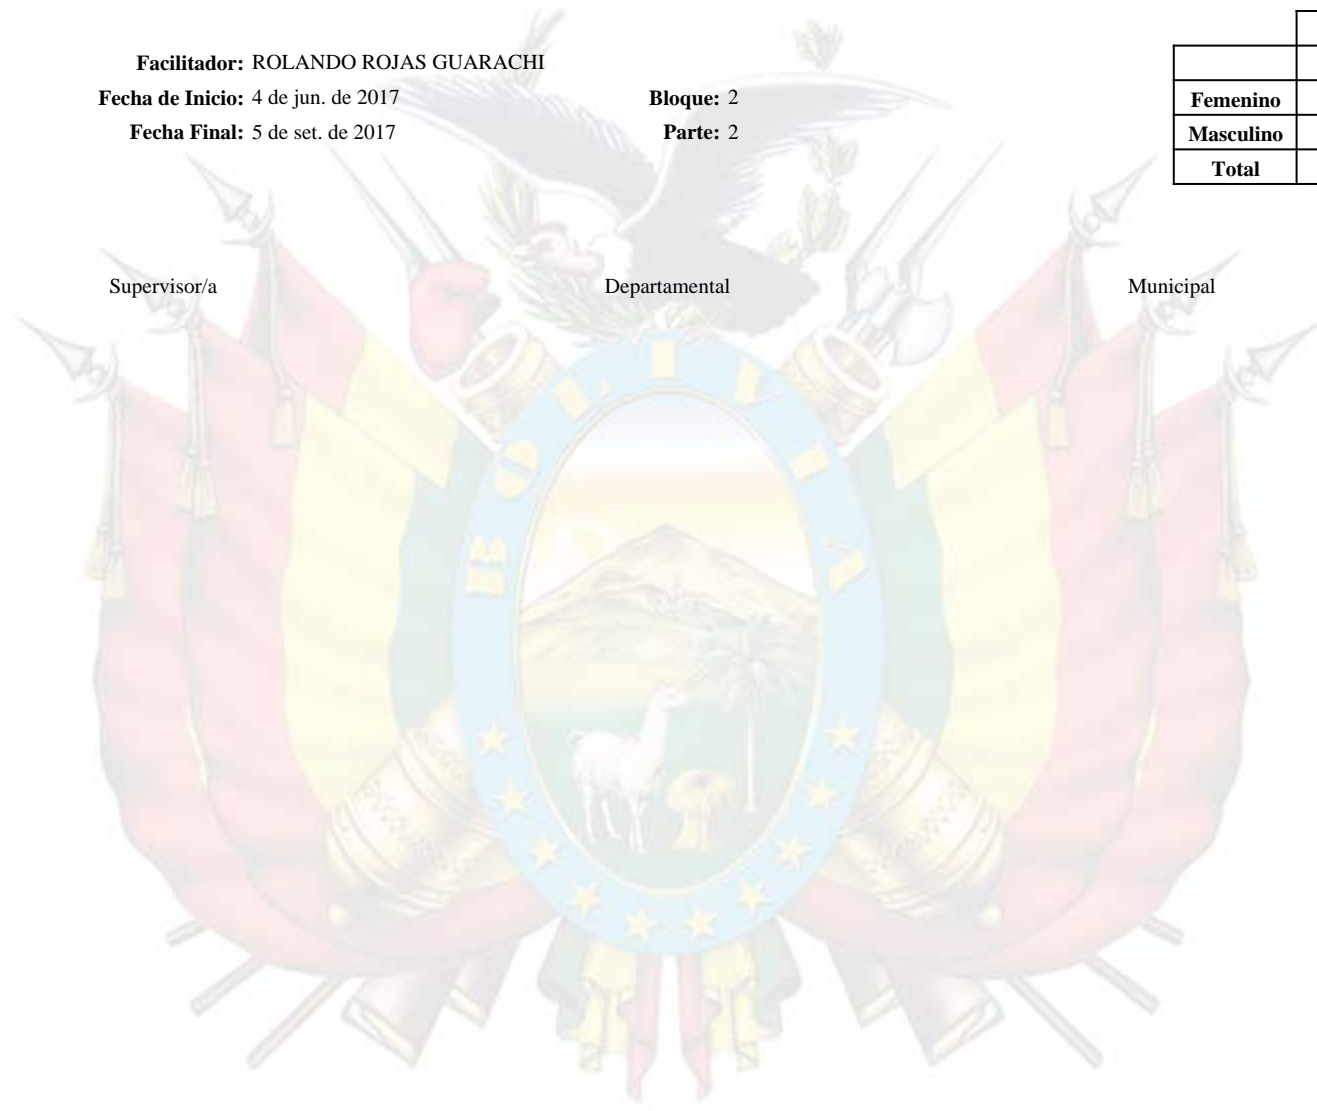 Facilitador: ROLANDO ROJAS GUARACHI
Fecha de Inicio: 4 de jun. de 2017 Bloque: 2
Femenino
Fecha Final: 5 de set. de 2017 Parte: 2
Masculino
Total
Supervisor/a Departamental Municipal
BOLIVIA